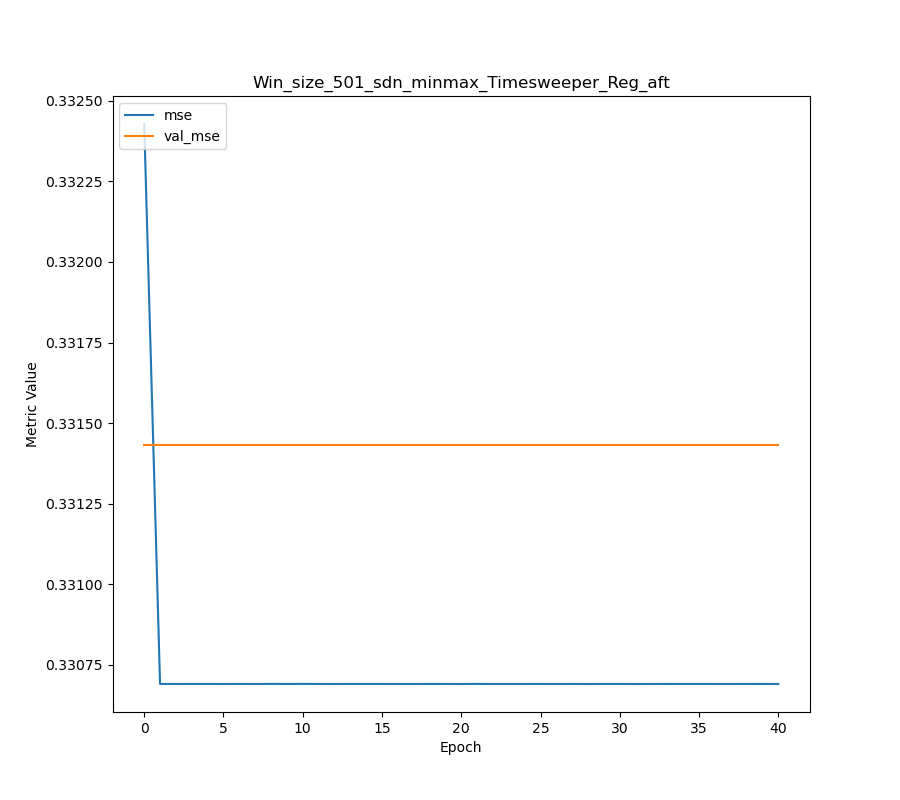 Win_size_501_sdn_minmax_Timesweeper_Reg_aft
mse
val_mse
Metric Value
0.33250
0.33225
0.33200
0.33175
0.33150
0.33125
0.33100
0.33075
0 5 10 15 20 25 30 35 40
Epoch